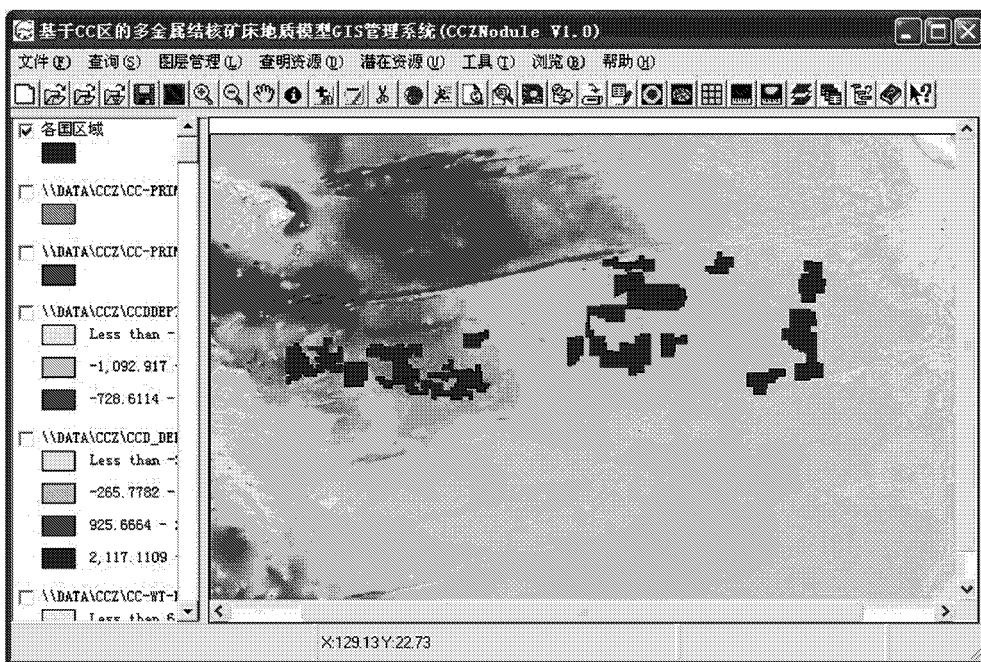 基于CC区的多金属结核矿床地质模型GIS管理系统(CCZNodule V1.0)
文件(F) 查询(S) 图层管理(L) 查明资源(D) 潜在资源(U) 工具(T) 浏览(B) 帮助(H)
各国区域
\\DATA\CCZ\CC-PRIM
\\DATA\CCZ\CC-PRIM
\\DATA\CCZ\CCDDEPT
Less than -
-1,092.917 -
-728.6114 -
\\DATA\CCZ\CCD_DEP
Less than -
-265.7782 -
925.6664 -
2,117.1109 -
\\DATA\CCZ\CC-WT-
Less than 6
X:129.13 Y:22.73